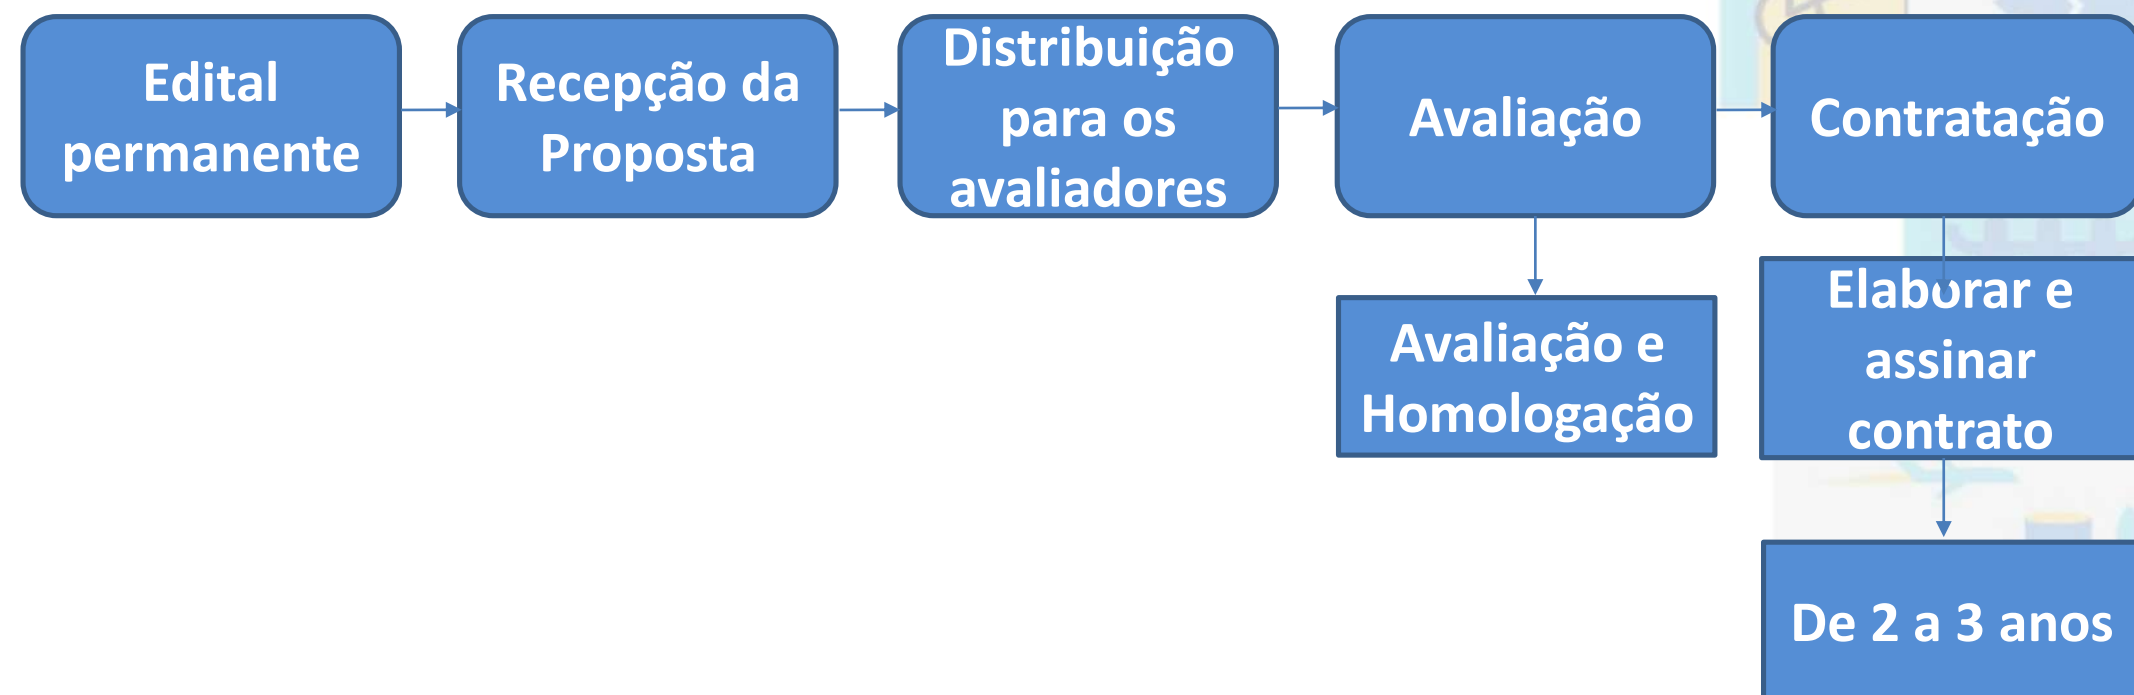 Edital
permanente
Recepção da
Proposta
Distribuição
para os
avaliadores
Avaliação
Contratação
Avaliação e
Homologação
Elaborar e
assinar
contrato
De 2 a 3 anos